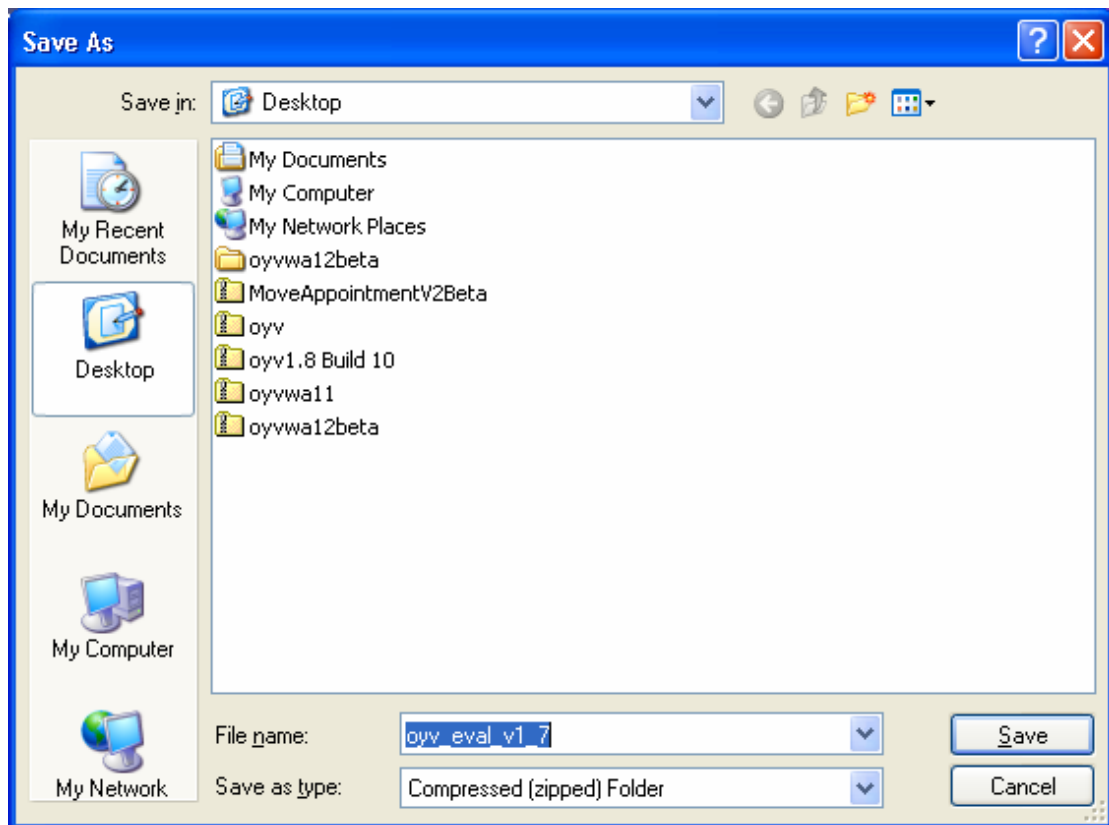 Save As
Save in:
Desktop
My Recent
Documents
Desktop
My Documents
My Computer
My Network
My Documents
My Computer
My Network Places
oyvwa12beta
MoveAppointmentV2Beta
oyv
oyv1.8 Build 10
oyvwa11
oyvwa12beta
File name:
oyv_eval_v1_7
Save
Save as type:
Compressed (zipped) Folder
Cancel